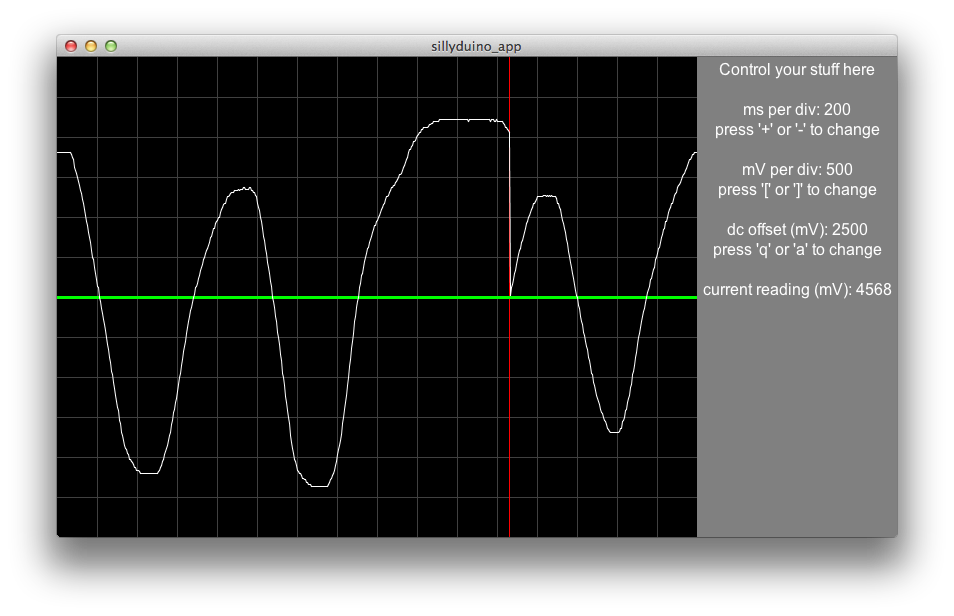 sillyduino_app
Control your stuff here
ms per div: 200
press '+' or '-' to change
mV per div: 500
press '[' or ']' to change
dc offset (mV): 2500
press 'q' or 'a' to change
current reading (mV): 4568